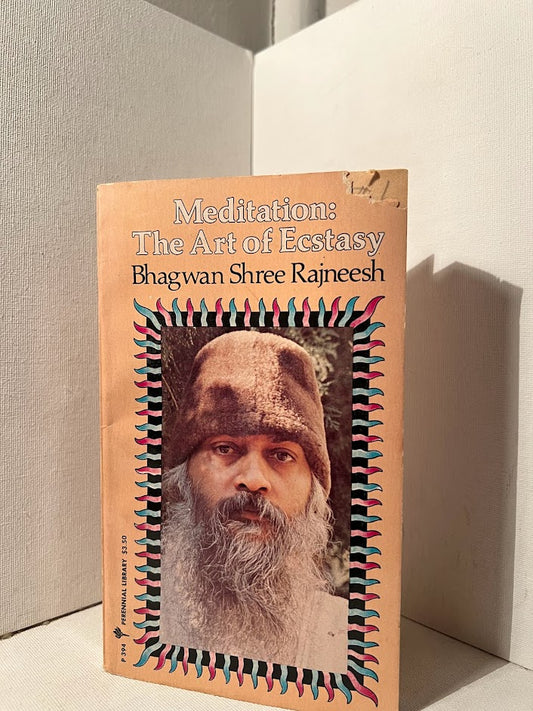 Meditation:
The Art of Ecstasy
Bhagwan Shree Rajneesh
P 394 PERENNIAL LIBRARY $3.50